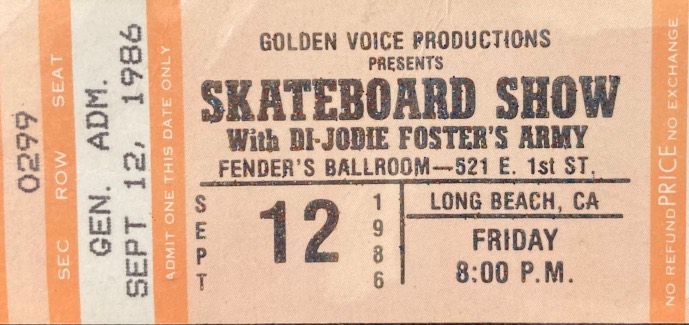 0299
SEC ROW SEAT
GEN. ADM.
SEPT 12, 1986
ADMIT ONE THIS DATE ONLY
GOLDEN VOICE PRODUCTIONS
PRESENTS
SKATEBOARD SHOW
With DI-JODIE FOSTER'S ARMY
FENDER'S BALLROOM—521 E. 1st ST.
SEPT
12
1986
LONG BEACH, CA
FRIDAY
8:00 P.M.
NO REFUND PRICE NO EXCHANGE